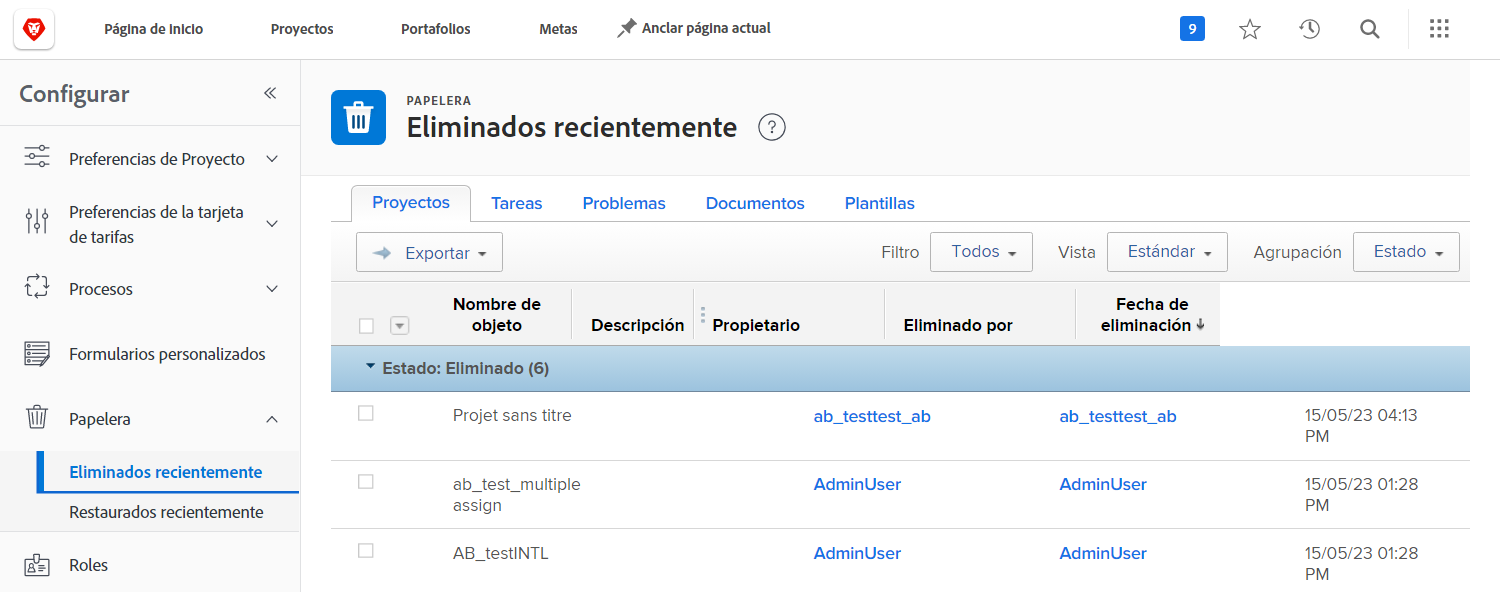 Página de inicio
Proyectos
Portafolios
Metas
Anclar página actual
9
Configurar
Preferencias de Proyecto
Preferencias de la tarjeta
de tarifas
Procesos
Formularios personalizados
Papelera
Eliminados recientemente
Restaurados recientemente
Roles
PAPELERA
Eliminados recientemente
?
Proyectos
Tareas
Problemas
Documentos
Plantillas
Exportar
Filtro
Todos
Vista
Estándar
Agrupación
Estado
Nombre de
objeto
Descripción
Propietario
Eliminado por
Fecha de
eliminación
Estado: Eliminado (6)
Projet sans titre
ab_testtest_ab
ab_testtest_ab
15/05/23 04:13
PM
ab_test_multiple
assign
AdminUser
AdminUser
15/05/23 01:28
PM
AB_testINTL
AdminUser
AdminUser
15/05/23 01:28
PM